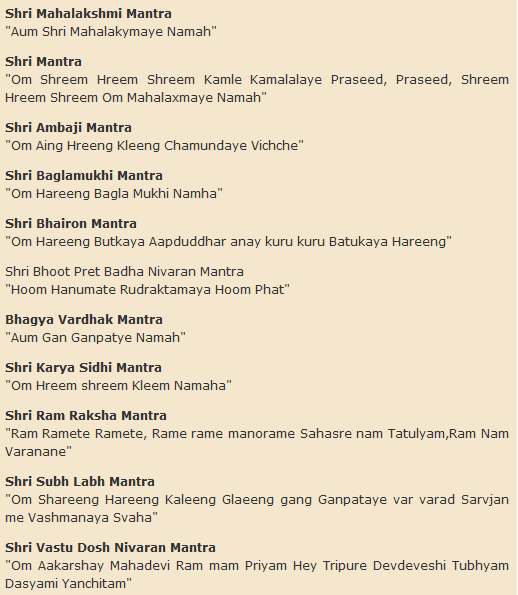 Shri Mahalakshmi Mantra
"Aum Shri Mahalakymaye Namah"
Shri Mantra
"Om Shreem Hreem Shreem Kamle Kamalalaye Praseed, Praseed, Shreem
Hreem Shreem Om Mahalaxmaye Namah"
Shri Ambaji Mantra
"Om Aing Hreeng Kleeng Chamundaye Vichche"
Shri Baglamukhi Mantra
"Om Hareeng Bagla Mukhi Namha"
Shri Bhairon Mantra
"Om Hareeng Butkaya Aapduddhar anay kuru kuru Batukaya Hareeng"
Shri Bhoot Pret Badha Nivaran Mantra
"Hoom Hanumate Rudraktamaya Hoom Phat"
Bhagya Vardhak Mantra
"Aum Gan Ganpatye Namah"
Shri Karya Sidhi Mantra
"Om Hreem shreem Kleem Namaha"
Shri Ram Raksha Mantra
"Ram Ramete Ramete, Rame rame manorame Sahasre nam Tatulyam,Ram Nam
Varanane"
Shri Subh Labh Mantra
"Om Shareeng Hareeng Kaleeng Glaeeng gang Ganpataye var varad Sarvjan
me Vashmanaya Svaha"
Shri Vastu Dosh Nivaran Mantra
"Om Aakarshay Mahadevi Ram mam Priyam Hey Tripure Devdeveshi Tubhyam
Dasyami Yanchitam"